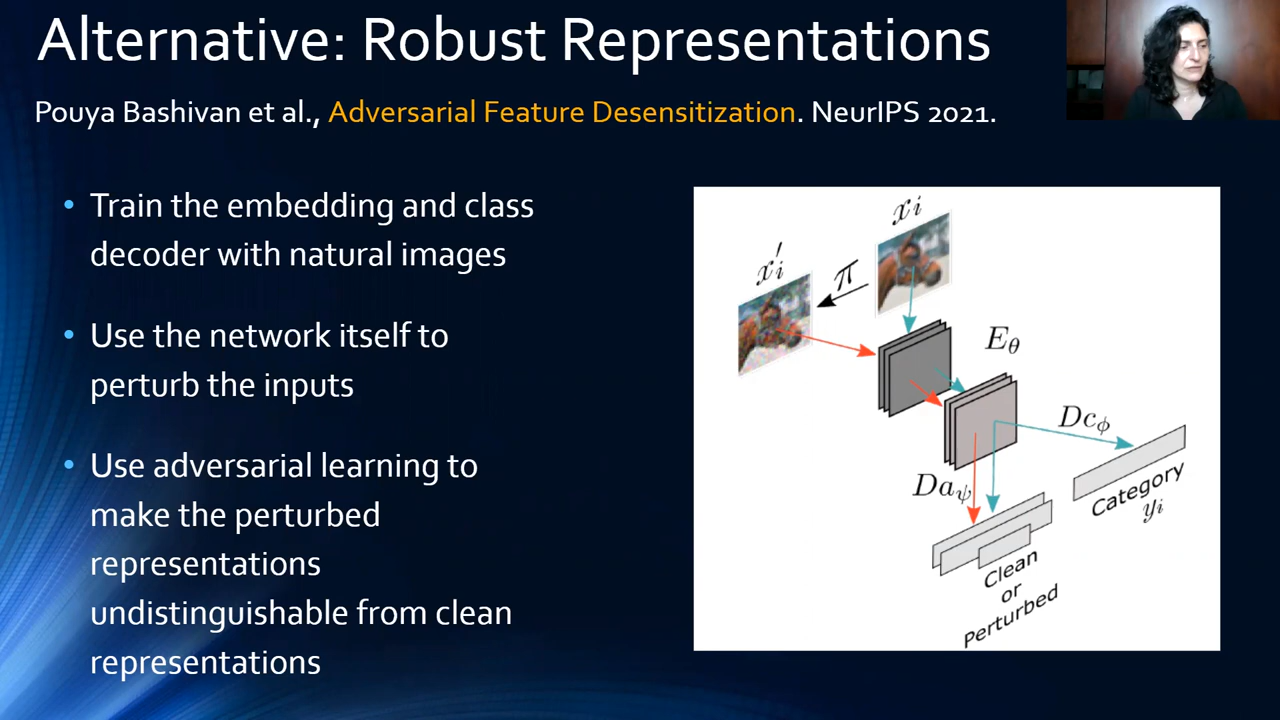 Alternative: Robust Representations
Pouya Bashivan et al., Adversarial Feature Desensitization. NeurIPS 2021.
• Train the embedding and class
decoder with natural images
• Use the network itself to
perturb the inputs
• Use adversarial learning to
make the perturbed
representations
undistinguishable from clean
representations
xi
x′i
π
Eθ
Dcϕ
Daψ
Category
yi
Clean
or
Perturbed